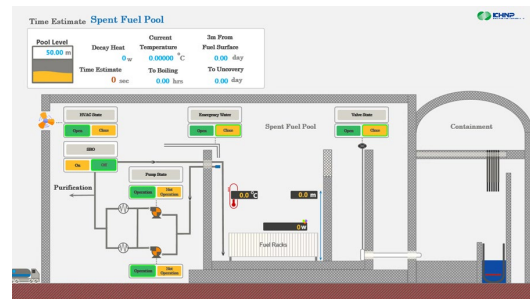 Time Estimate Spent Fuel Pool
KHNP
Pool Level
50.00 m
Decay Heat
0 w
Current
Temperature
0.00000 °C
3m From
Fuel Surface
0.00 day
Time Estimate
0 sec
To Boiling
0.00 hrs
To Uncovery
0.00 day
HVAC State
Open Close
Emergency Water
Open Close
Valve State
Open Close
Spent Fuel Pool
Containment
On Off
Pump State
Operation Not Operation
Purification
0.0 °C
0.0 m
0 w
Fuel Racks
Operation Not Operation